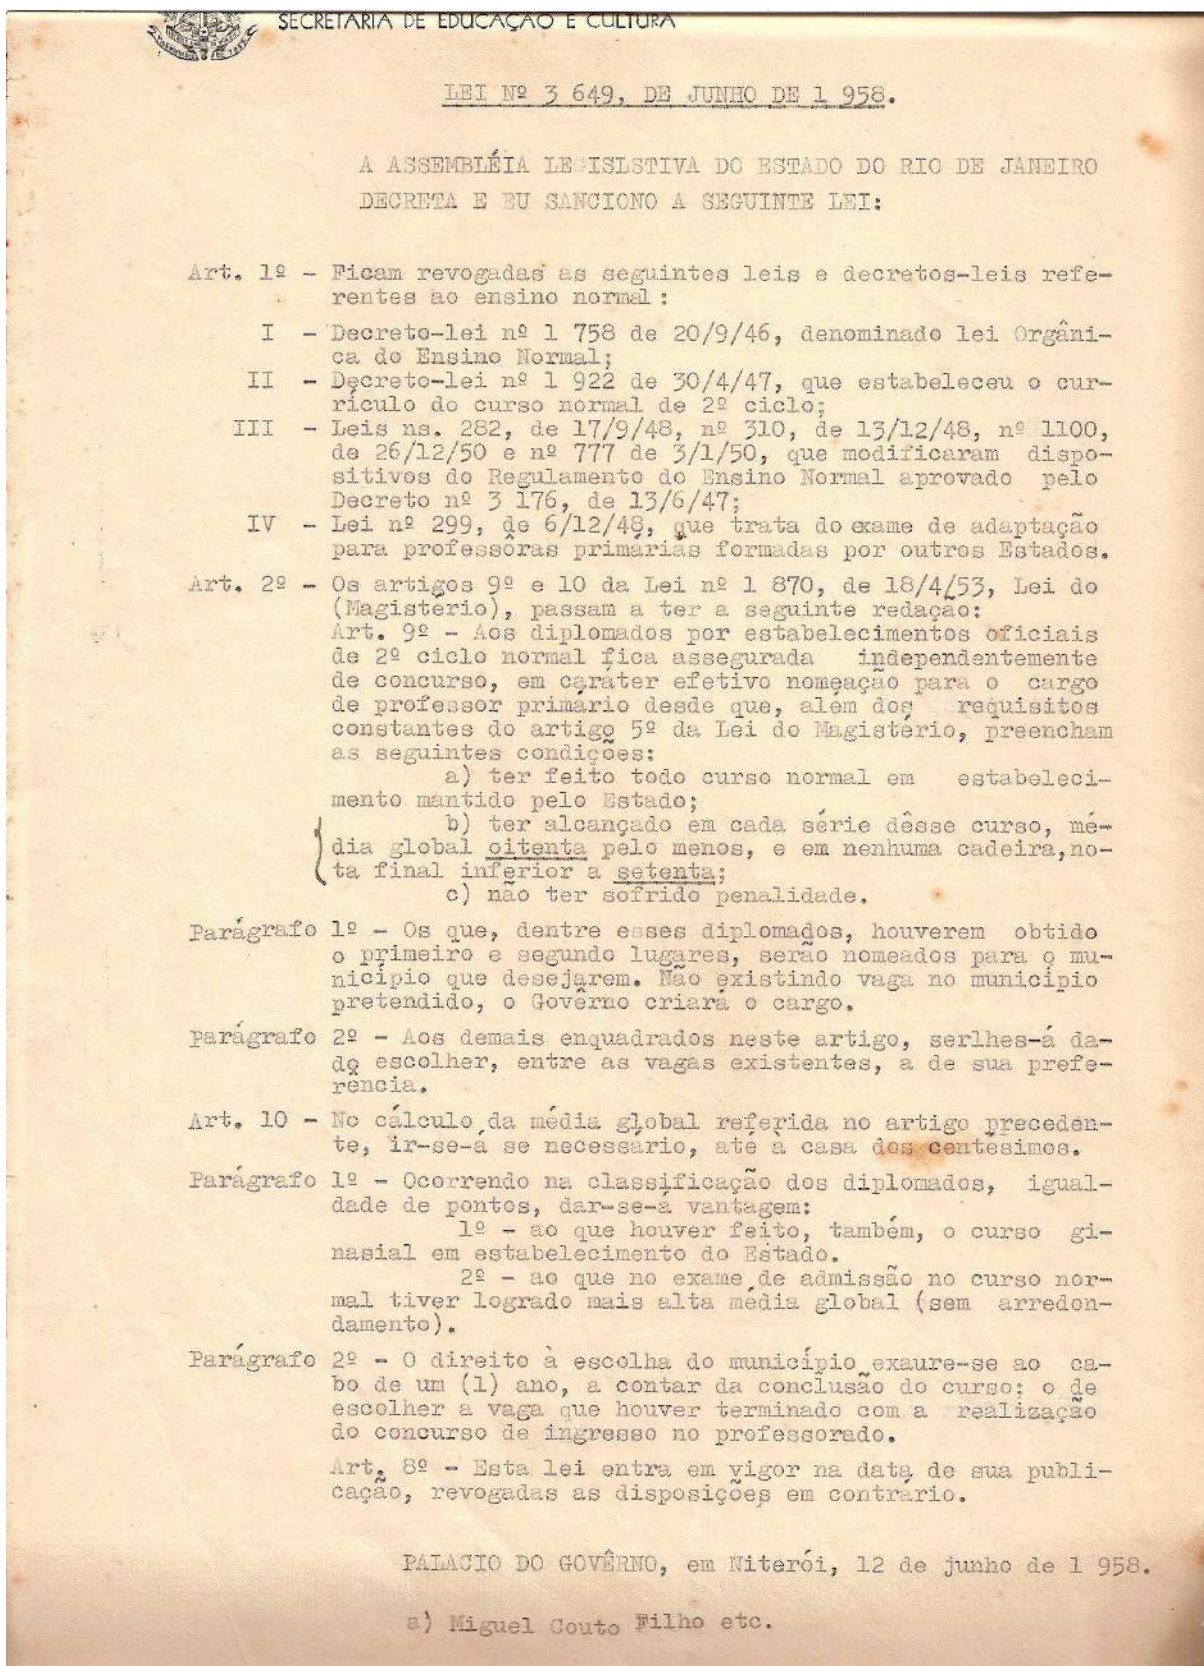 SECRETARIA DE EDUCAÇÃO E CULTURA
LEI Nº 3 649, DE JUNHO DE 1 958.
A ASSEMBLÉIA LEGISLSTIVA DO ESTADO DO RIO DE JANEIRO
DECRETA E EU SANCIONO A SEGUINTE LEI:
Art. 1º - Ficam revogadas as seguintes leis e decretos-leis refe-
rentes ao ensino normal:
I - Decreto-lei nº 1 758 de 20/9/46, denominado lei Orgâni-
ca do Ensino Normal;
II - Decreto-lei nº 1 922 de 30/4/47, que estabeleceu o cur-
rículo do curso normal de 2º ciclo;
III - Leis ns. 282, de 17/9/48, nº 310, de 13/12/48, nº 1100,
de 26/12/50 e nº 777 de 3/1/50, que modificaram dispo-
sitivos do Regulamento do Ensino Normal aprovado pelo
Decreto nº 3 176, de 13/6/47;
IV - Lei nº 299, de 6/12/48, que trata do exame de adaptação
para professôras primárias formadas por outros Estados.
Art. 2º - Os artigos 9º e 10 da Lei nº 1 870, de 18/4/53, Lei do
(Magistério), passam a ter a seguinte redação:
Art. 9º - Aos diplomados por estabelecimentos oficiais
de 2º ciclo normal fica assegurada independentemente
de concurso, em caráter efetivo nomeação para o cargo
de professor primário desde que, além dos requisitos
constantes do artigo 5º da Lei do Magistério, preencham
as seguintes condições:
a) ter feito todo curso normal em estabeleci-
mento mantido pelo Estado;
b) ter alcançado em cada série dêsse curso, mé-
dia global oitenta pelo menos, e em nenhuma cadeira,no-
ta final inferior a setenta;
c) não ter sofrido penalidade.
Parágrafo 1º - Os que, dentre esses diplomados, houverem obtido
o primeiro e segundo lugares, serão nomeados para o mu-
nicípio que desejarem. Não existindo vaga no município
pretendido, o Govêrno criará o cargo.
Parágrafo 2º - Aos demais enquadrados neste artigo, serlhes-á da-
do escolher, entre as vagas existentes, a de sua prefe-
rência.
Art. 10 - No cálculo da média global referida no artigo preceden-
te, ir-se-á se necessário, até à casa dos centésimos.
Parágrafo 1º - Ocorrendo na classificação dos diplomados, igual-
dade de pontos, dar-se-á vantagem:
1º - ao que houver feito, também, o curso gi-
nasial em estabelecimento do Estado.
2º - ao que no exame de admissão no curso nor-
mal tiver logrado mais alta média global (sem arredon-
damento).
Parágrafo 2º - O direito à escolha do município exaure-se ao ca-
bo de um (1) ano, a contar da conclusão do curso; o de
escolher a vaga que houver terminado com a realização
do concurso de ingresso no professorado.
Art. 8º - Esta lei entra em vigor na data de sua publi-
cação, revogadas as disposições em contrário.
PALACIO DO GOVÊRNO, em Niterói, 12 de junho de 1 958.
a) Miguel Couto Filho etc.